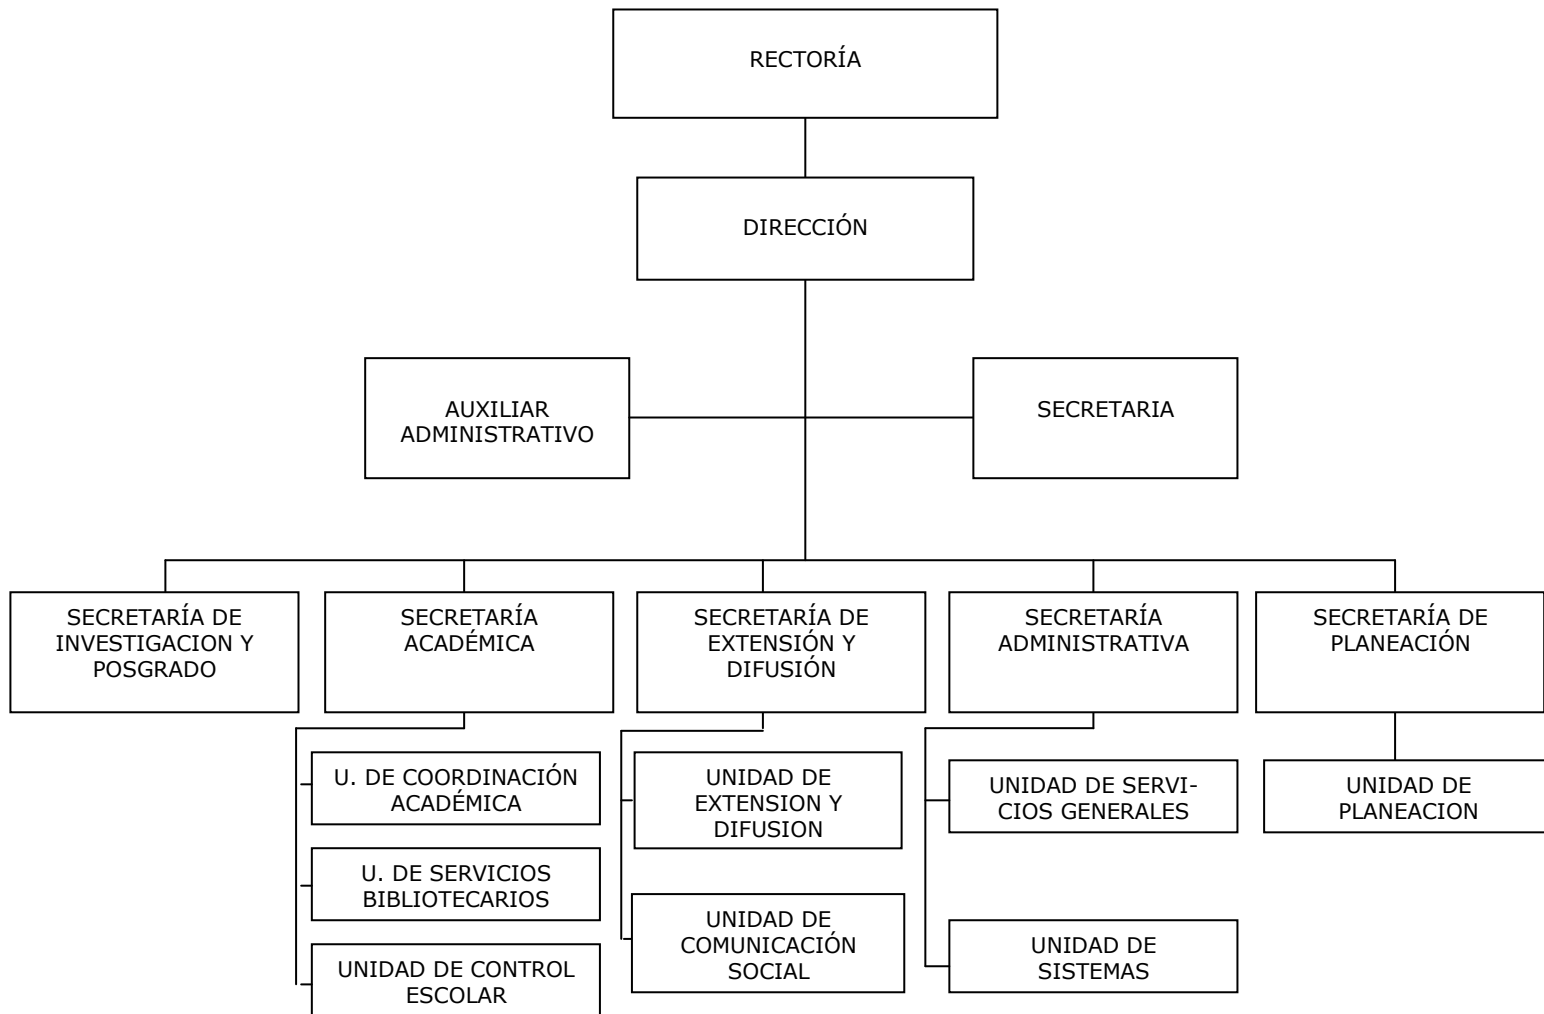 RECTORÍA
DIRECCIÓN
AUXILIAR
ADMINISTRATIVO
SECRETARIA
SECRETARÍA DE
INVESTIGACION Y
POSGRADO
SECRETARÍA
ACADÉMICA
SECRETARÍA DE
EXTENSIÓN Y
DIFUSIÓN
SECRETARÍA
ADMINISTRATIVA
SECRETARÍA DE
PLANEACIÓN
U. DE COORDINACIÓN
ACADÉMICA
U. DE SERVICIOS
BIBLIOTECARIOS
UNIDAD DE CONTROL
ESCOLAR
UNIDAD DE
EXTENSION Y
DIFUSION
UNIDAD DE
COMUNICACIÓN
SOCIAL
UNIDAD DE SERVI-
CIOS GENERALES
UNIDAD DE
SISTEMAS
UNIDAD DE
PLANEACION